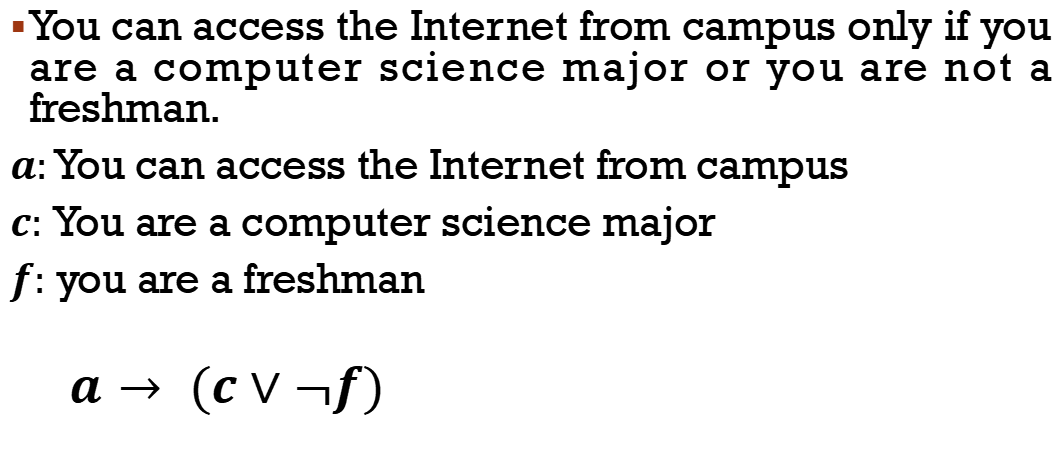 ▪You can access the Internet from campus only if you
are a computer science major or you are not a
freshman.
a: You can access the Internet from campus
c: You are a computer science major
f: you are a freshman
a → (c ∨ ¬f)